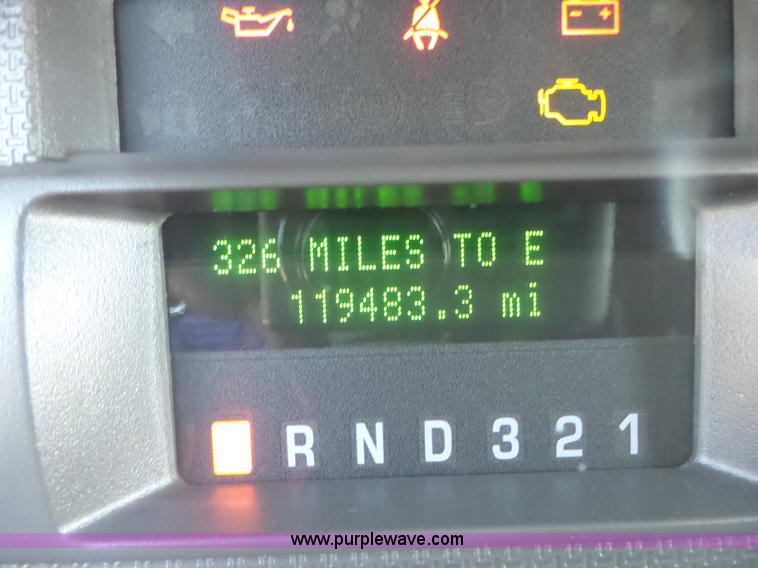 326 MILES TO E
119483.3 mi
R N D 3 2 1
www.purplewave.com